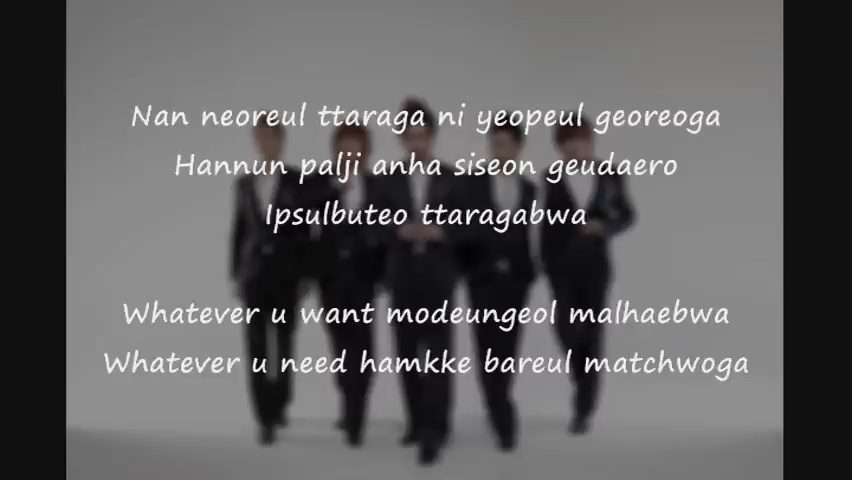 Nan neoreul ttaraga ni yeopeul georeoga
Hannun palji anha siseon geudaero
Ipsulbuteo ttaragabwa
Whatever u want modeungeol malhaebwa
Whatever u need hamkke bareul matchwoga